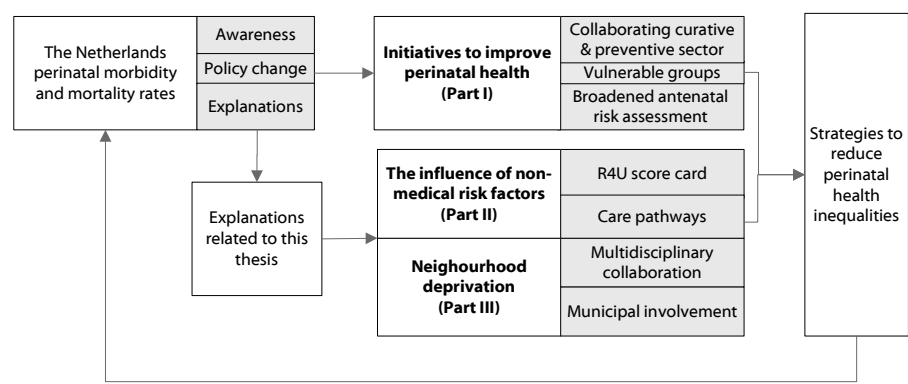 The Netherlands
perinatal morbidity
and mortality rates
Awareness
Policy change
Explanations
Initiatives to improve
perinatal health
(Part I)
Collaborating curative
& preventive sector
Vulnerable groups
Broadened antenatal
risk assessment
Explanations
related to this
thesis
The influence of non-
medical risk factors
(Part II)
R4U score card
Care pathways
Neighourhood
deprivation
(Part III)
Multidisciplinary
collaboration
Municipal involvement
Strategies to
reduce
perinatal
health
inequalities